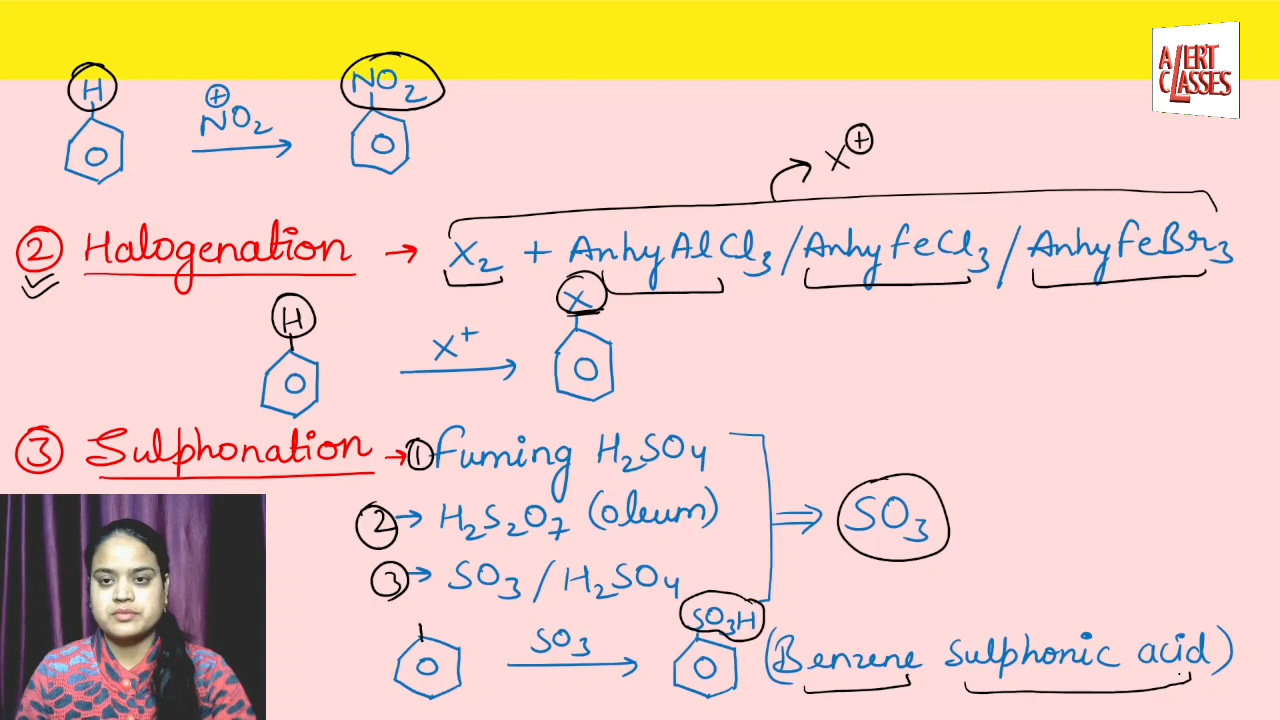 ALERT CLASSES
H
NO2
⊕
NO2
X⊕
② Halogenation → X2 + Anhy AlCl3 / Anhy FeCl3 / Anhy FeBr3
H
X+
X
③ Sulphonation → ① Fuming H2SO4
② → H2S2O7 (oleum) ⇒ SO3
③ → SO3 / H2SO4
SO3
SO3H
(Benzene sulphonic acid)